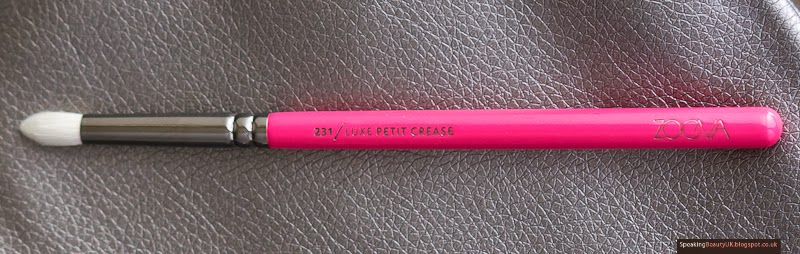 231/LUXE PETIT CREASE
ZOEVA
SpeakingBeautyUK.blogspot.co.uk